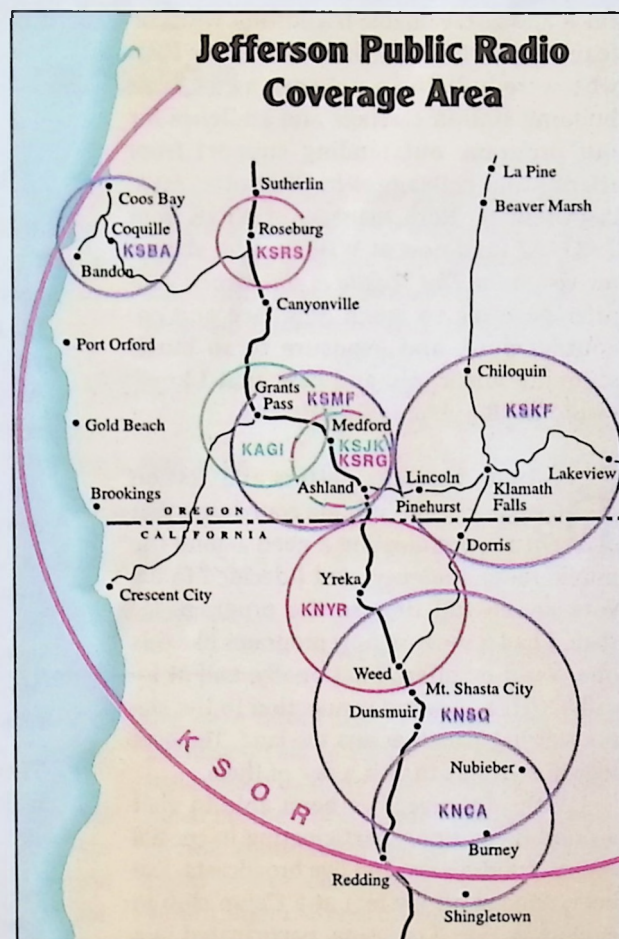 Jefferson Public Radio
Coverage Area
La Pine
Sutherlin
Beaver Marsh
Coos Bay
Coquille
KSBA
Roseburg
KSRS
Bandon
Canyonville
Port Orford
Chiloquin
Grants
Pass
KSMF
KSKF
Gold Beach
Medford
KAGI
KSJK
KSRG
Lakeview
Lincoln
Ashland
Klamath
Falls
Pinehurst
Brookings
OREGON
CALIFORNIA
Dorris
Yreka
Crescent City
KNYR
Weed
Mt. Shasta City
Dunsmuir
KNSQ
KSOR
Nubieber
KNCA
Burney
Redding
Shingletown